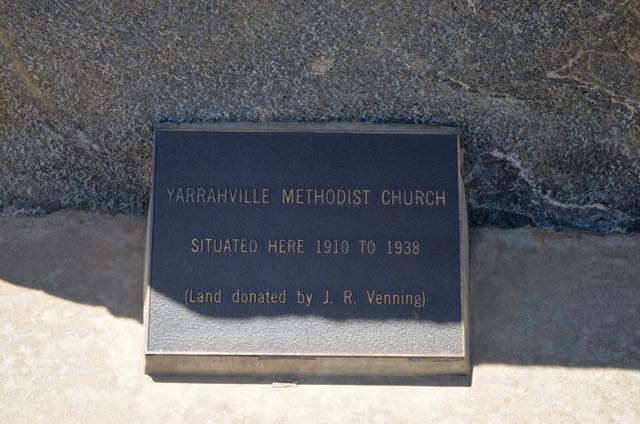 YARRAHVILLE METHODIST CHURCH
SITUATED HERE 1910 TO 1938
(Land donated by J. R. Venning)